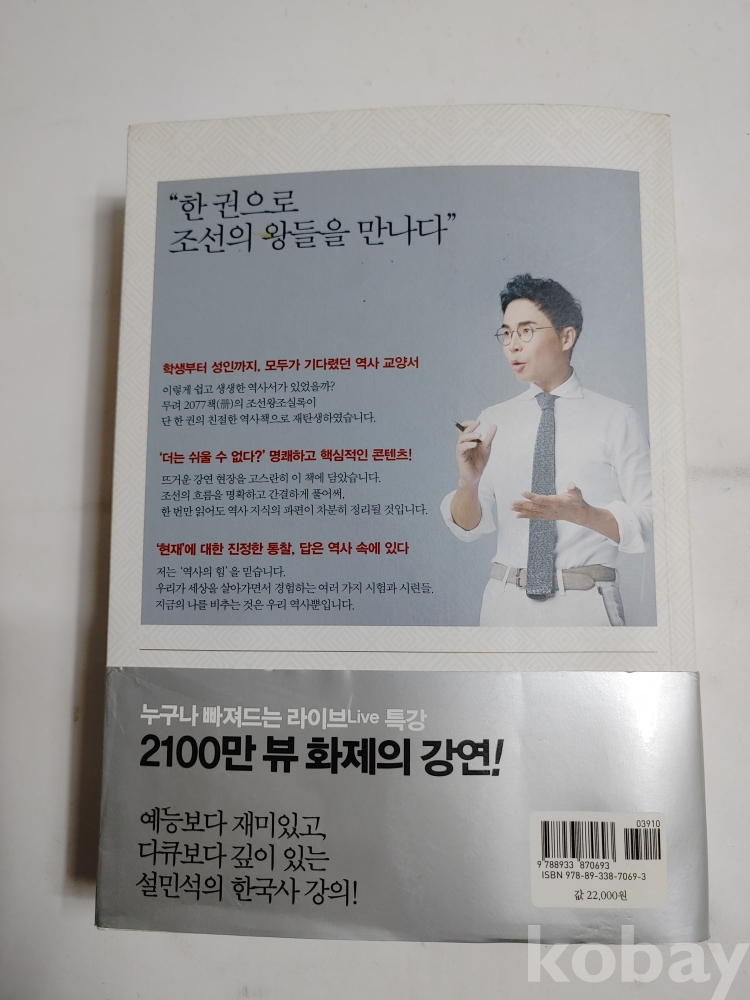 “한 권으로
조선의 왕들을 만나다”
학생부터 성인까지, 모두가 기다렸던 역사 교양서
이렇게 쉽고 생생한 역사서가 있었을까?
무려 2077책(冊)의 조선왕조실록이
단 한 권의 친절한 역사책으로 재탄생하였습니다.
‘더는 쉬울 수 없다?’ 명쾌하고 핵심적인 콘텐츠!
뜨거운 강연 현장을 고스란히 이 책에 담았습니다.
조선의 흐름을 명확하고 간결하게 풀어써,
한 번만 읽어도 역사 지식의 파편이 차분히 정리될 것입니다.
‘현재’에 대한 진정한 통찰, 답은 역사 속에 있다
저는 ‘역사의 힘’을 믿습니다.
우리가 세상을 살아가면서 경험하는 여러 가지 시험과 시련들.
지금의 나를 비추는 것은 우리 역사뿐입니다.
누구나 빠져드는 라이브Live 특강
2100만 뷰 화제의 강연!
예능보다 재미있고,
다큐보다 깊이 있는
설민석의 한국사 강의!
03910
9 788933 870693
ISBN 978-89-338-7069-3
값 22,000원
kobay